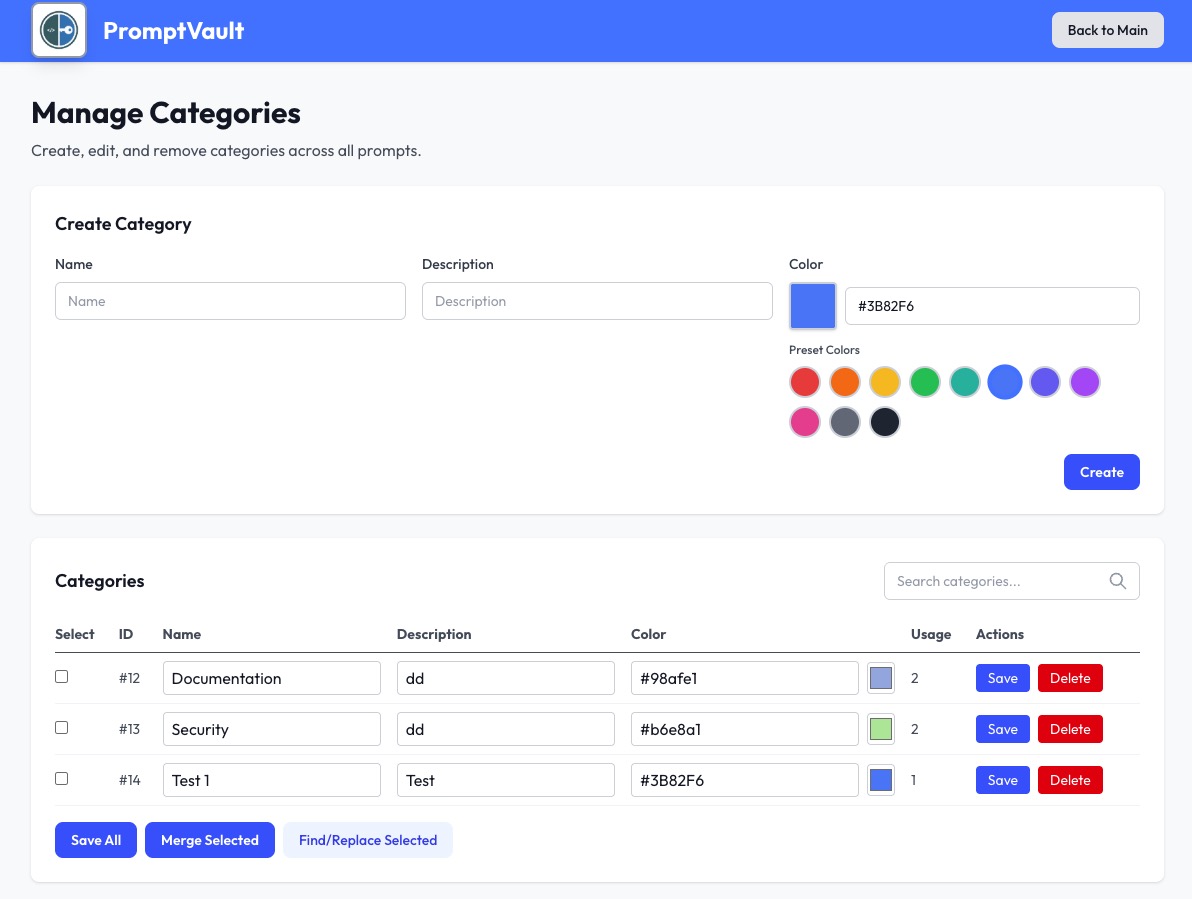 PromptVault
Back to Main
Manage Categories
Create, edit, and remove categories across all prompts.
Create Category
Name Description Color
Name Description #3B82F6
Preset Colors
Create
Categories
Search categories...
Select ID Name Description Color Usage Actions
#12 Documentation dd #98afe1 2 Save Delete
#13 Security dd #b6e8a1 2 Save Delete
#14 Test 1 Test #3B82F6 1 Save Delete
Save All Merge Selected Find/Replace Selected